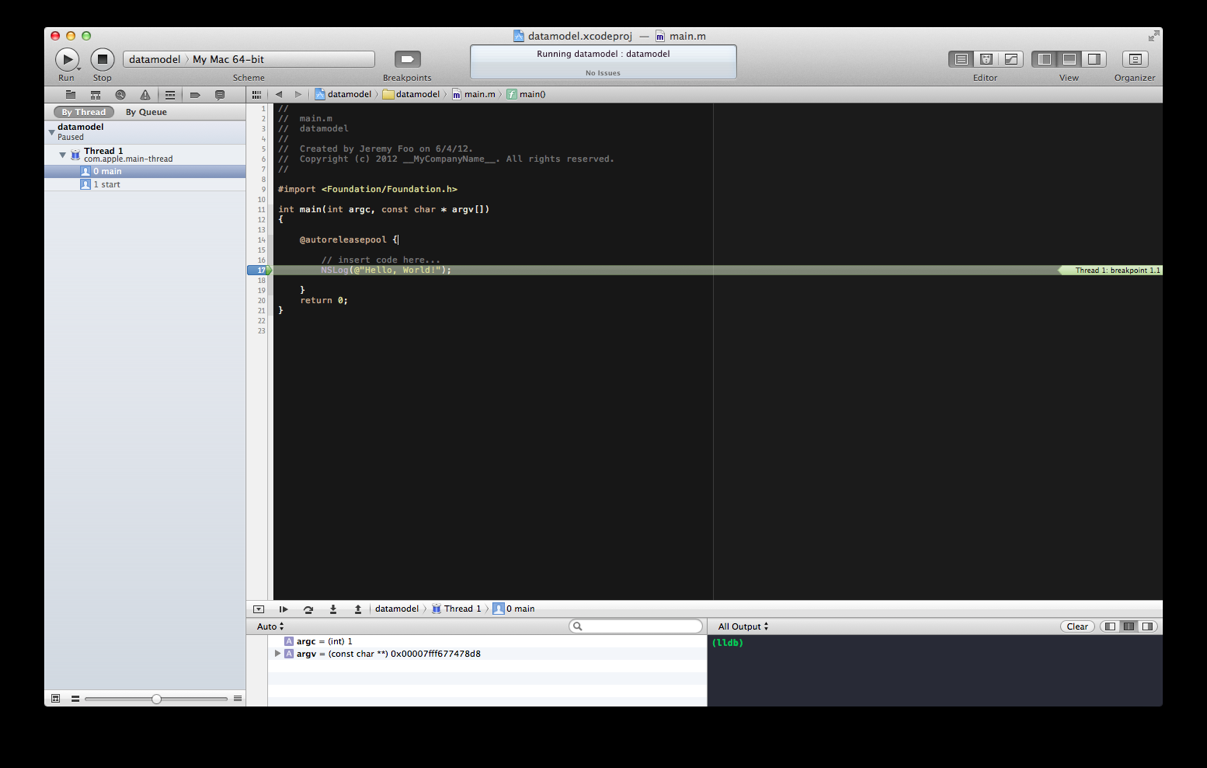 datamodel.xcodeproj — main.m
datamodel 〉 My Mac 64-bit
Running datamodel : datamodel
No Issues
Run Stop Scheme Breakpoints Editor View Organizer
datamodel 〉 datamodel 〉 main.m 〉 main()
By Thread By Queue
datamodel
Paused
Thread 1
com.apple.main-thread
0 main
1 start
1 //
2 // main.m
3 // datamodel
4 //
5 // Created by Jeremy Foo on 6/4/12.
6 // Copyright (c) 2012 __MyCompanyName__. All rights reserved.
7 //
8
9 #import <Foundation/Foundation.h>
10
11 int main(int argc, const char * argv[])
12 {
13
14 @autoreleasepool {
15
16 // insert code here...
17 NSLog(@"Hello, World!"); Thread 1: breakpoint 1.1
18
19 }
20 return 0;
21 }
22
23
datamodel 〉 Thread 1 〉 0 main
Auto
All Output Clear
A argc = (int) 1
A argv = (const char **) 0x00007fff677478d8
(lldb)